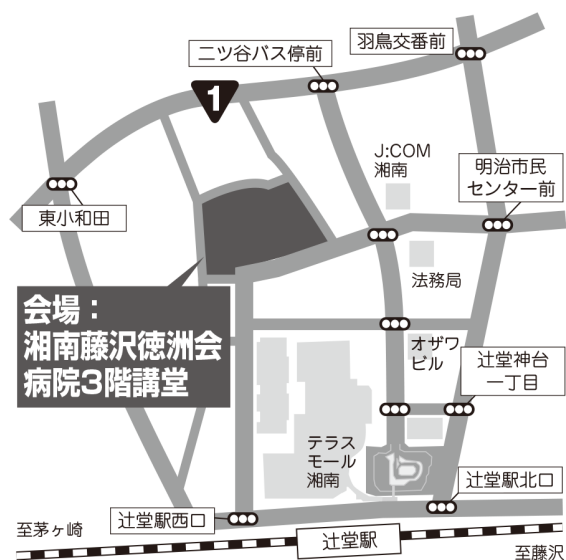 羽鳥交番前
二ツ谷バス停前
1
J:COM
湘南
明治市民
センター前
東小和田
法務局
会場：
湘南藤沢徳洲会
病院3階講堂
オザワ
ビル
辻堂神台
一丁目
テラス
モール
湘南
辻堂駅北口
辻堂駅西口
至茅ヶ崎
辻堂駅
至藤沢